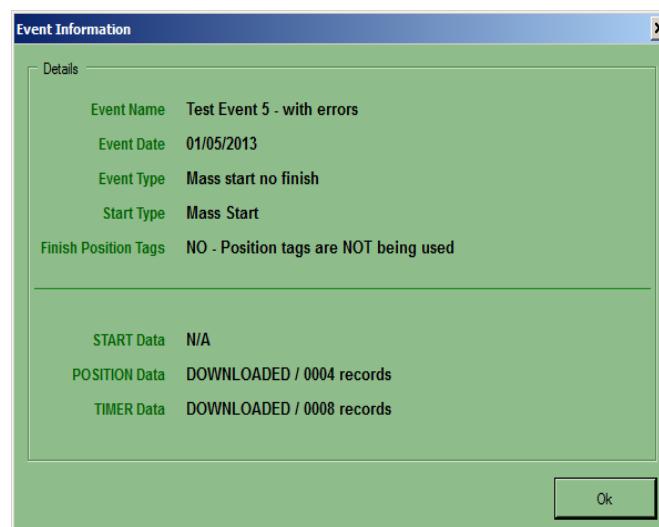 Event Information
Details
Event Name Test Event 5 - with errors
Event Date 01/05/2013
Event Type Mass start no finish
Start Type Mass Start
Finish Position Tags NO - Position tags are NOT being used
START Data N/A
POSITION Data DOWNLOADED / 0004 records
TIMER Data DOWNLOADED / 0008 records
Ok